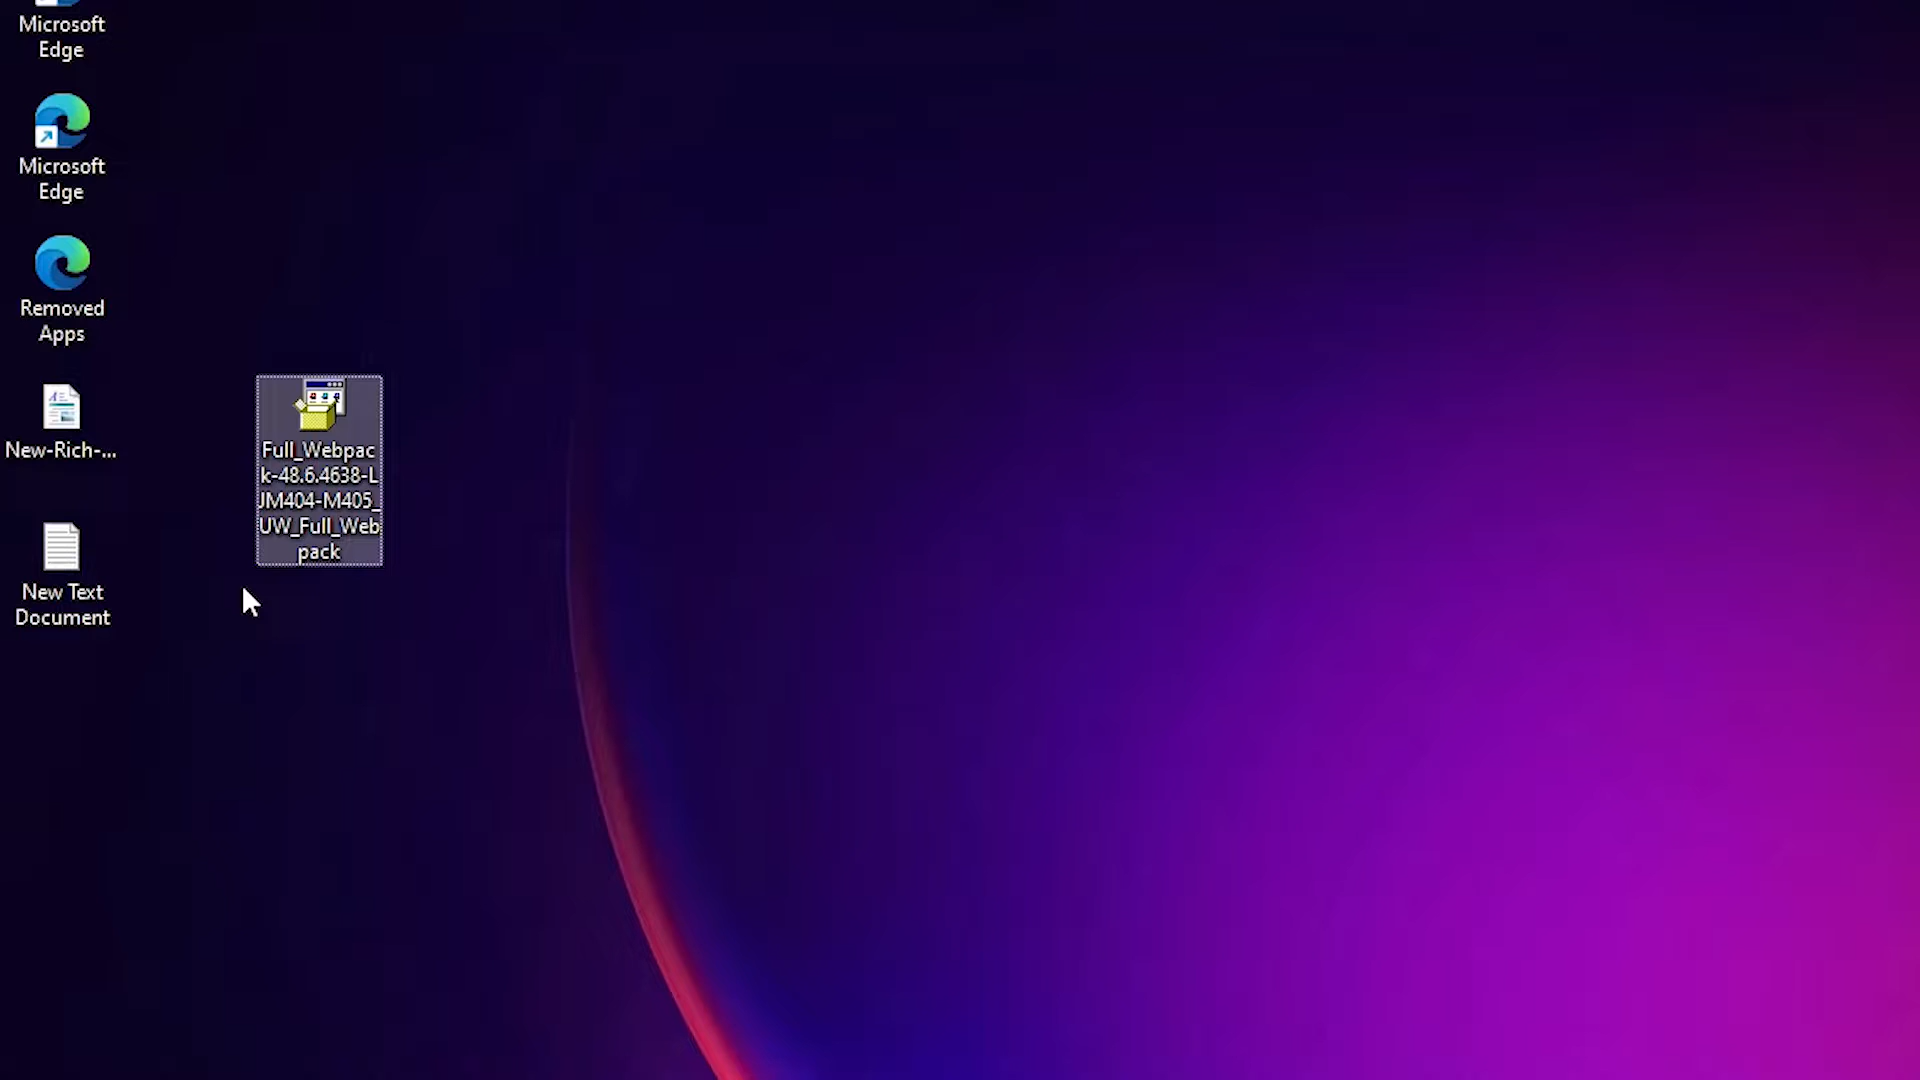 Microsoft
Edge
Microsoft
Edge
Removed
Apps
New-Rich-...
New Text
Document
Full_Webpac
k-48.6.4638-L
JM404-M405_
UW_Full_Web
pack